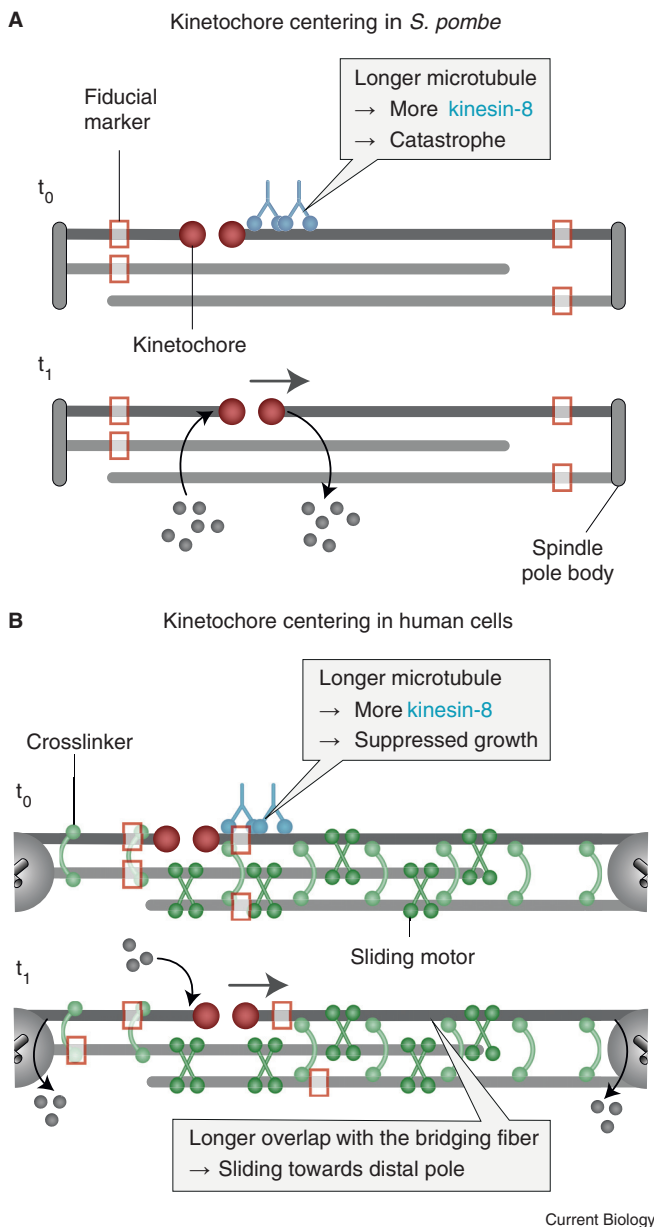 A
Kinetochore centering in S. pombe
Longer microtubule
→ More kinesin-8
→ Catastrophe
Fiducial
marker
t0
Kinetochore
t1
Spindle
pole body
B
Kinetochore centering in human cells
Longer microtubule
→ More kinesin-8
→ Suppressed growth
Crosslinker
t0
Sliding motor
t1
Longer overlap with the bridging fiber
→ Sliding towards distal pole
Current Biology